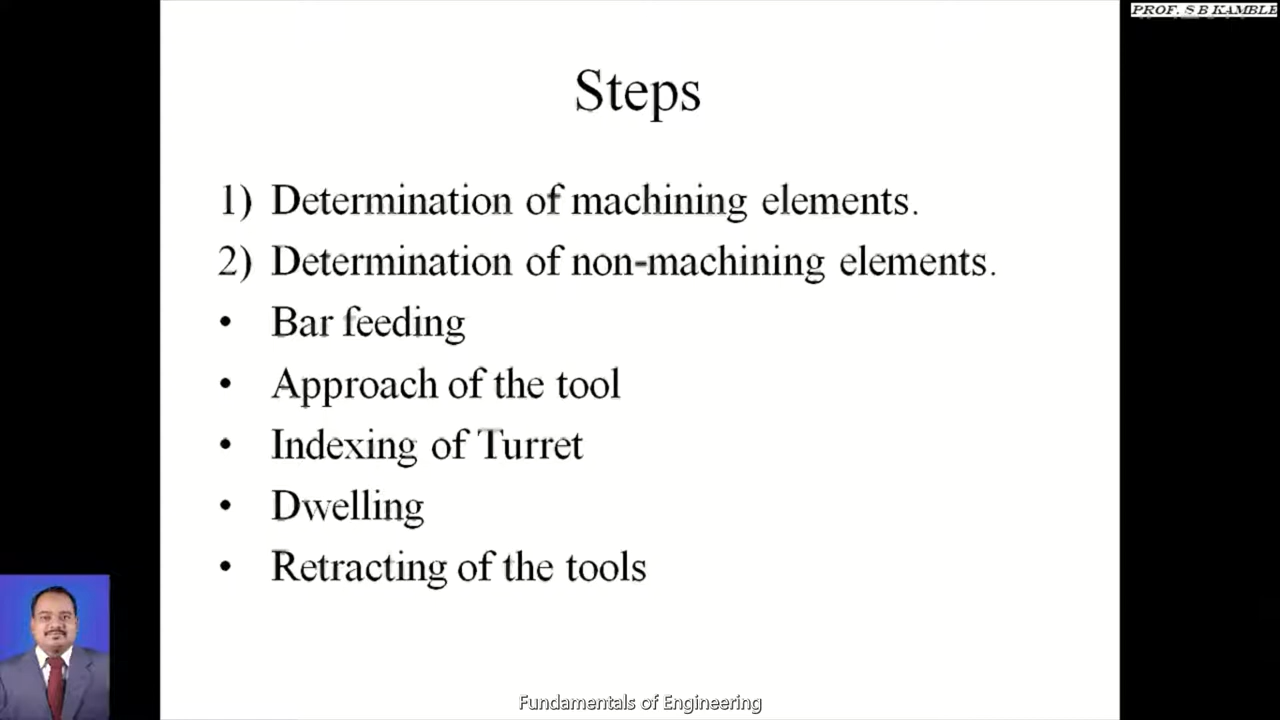 PROF. S B KAMBLE
Steps
1) Determination of machining elements.
2) Determination of non-machining elements.
• Bar feeding
• Approach of the tool
• Indexing of Turret
• Dwelling
• Retracting of the tools
Fundamentals of Engineering